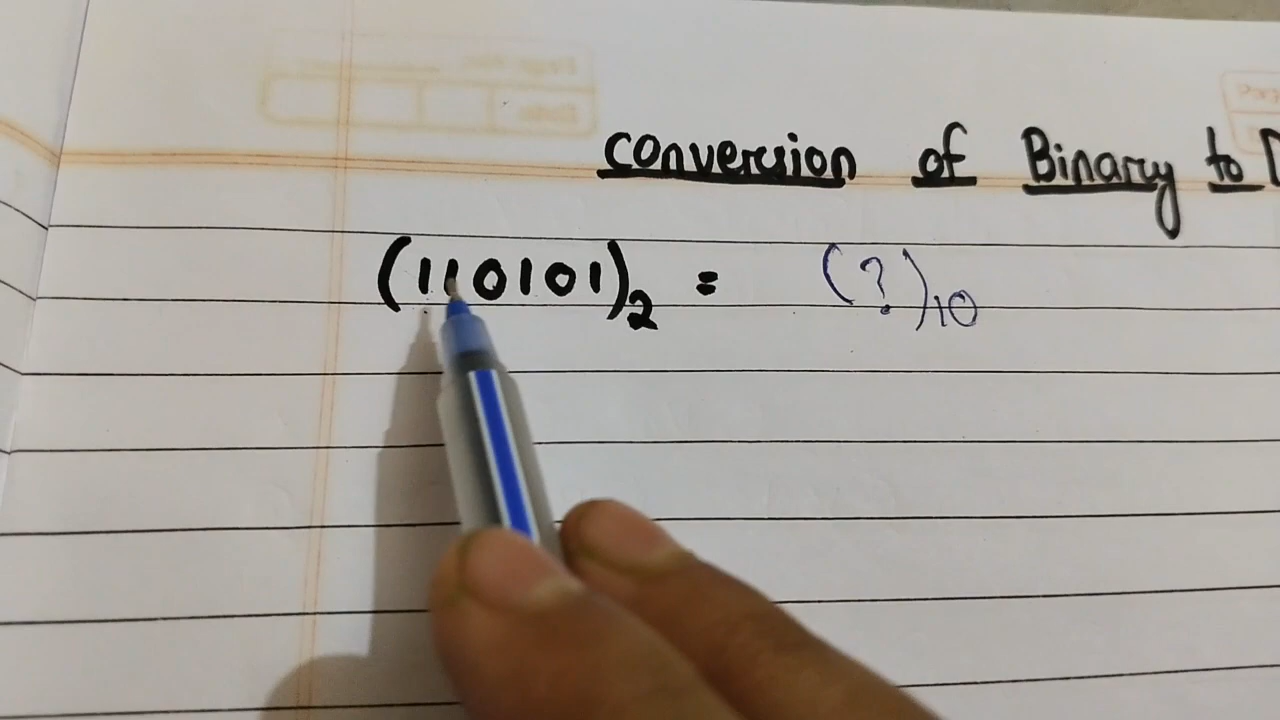 conversion of Binary to
(110101)2 = (?)10